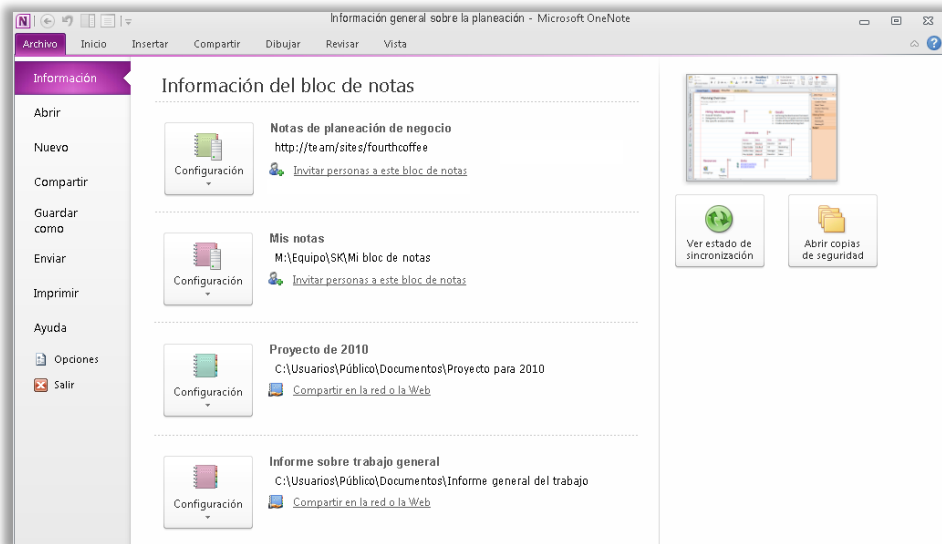 Información general sobre la planeación - Microsoft OneNote
Archivo Inicio Insertar Compartir Dibujar Revisar Vista
Información
Abrir
Nuevo
Compartir
Guardar
como
Enviar
Imprimir
Ayuda
Opciones
Salir
Información del bloc de notas
Configuración
Notas de planeación de negocio
http://team/sites/fourthcoffee
Invitar personas a este bloc de notas
Configuración
Mis notas
M:\Equipo\SK\Mi bloc de notas
Invitar personas a este bloc de notas
Configuración
Proyecto de 2010
C:\Usuarios\Público\Documentos\Proyecto para 2010
Compartir en la red o la Web
Configuración
Informe sobre trabajo general
C:\Usuarios\Público\Documentos\Informe general del trabajo
Compartir en la red o la Web
Ver estado de
sincronización
Abrir copias
de seguridad